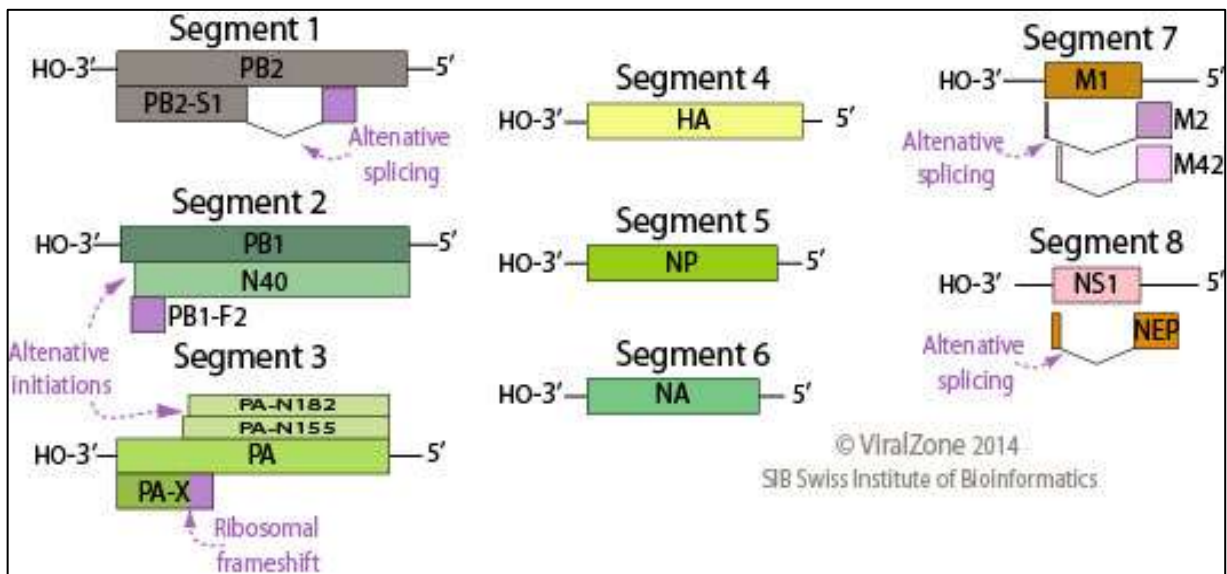 Segment 1
HO-3′ PB2 5′
PB2-S1
Altenative
splicing
Segment 2
HO-3′ PB1 5′
N40
PB1-F2
Altenative
initiations
Segment 3
PA-N182
PA-N155
HO-3′ PA 5′
PA-X
Ribosomal
frameshift
Segment 4
HO-3′ HA 5′
Segment 5
HO-3′ NP 5′
Segment 6
HO-3′ NA 5′
© ViralZone 2014
SIB Swiss Institute of Bioinformatics
Segment 7
HO-3′ M1 5′
M2
Altenative
splicing
M42
Segment 8
HO-3′ NS1 5′
NEP
Altenative
splicing